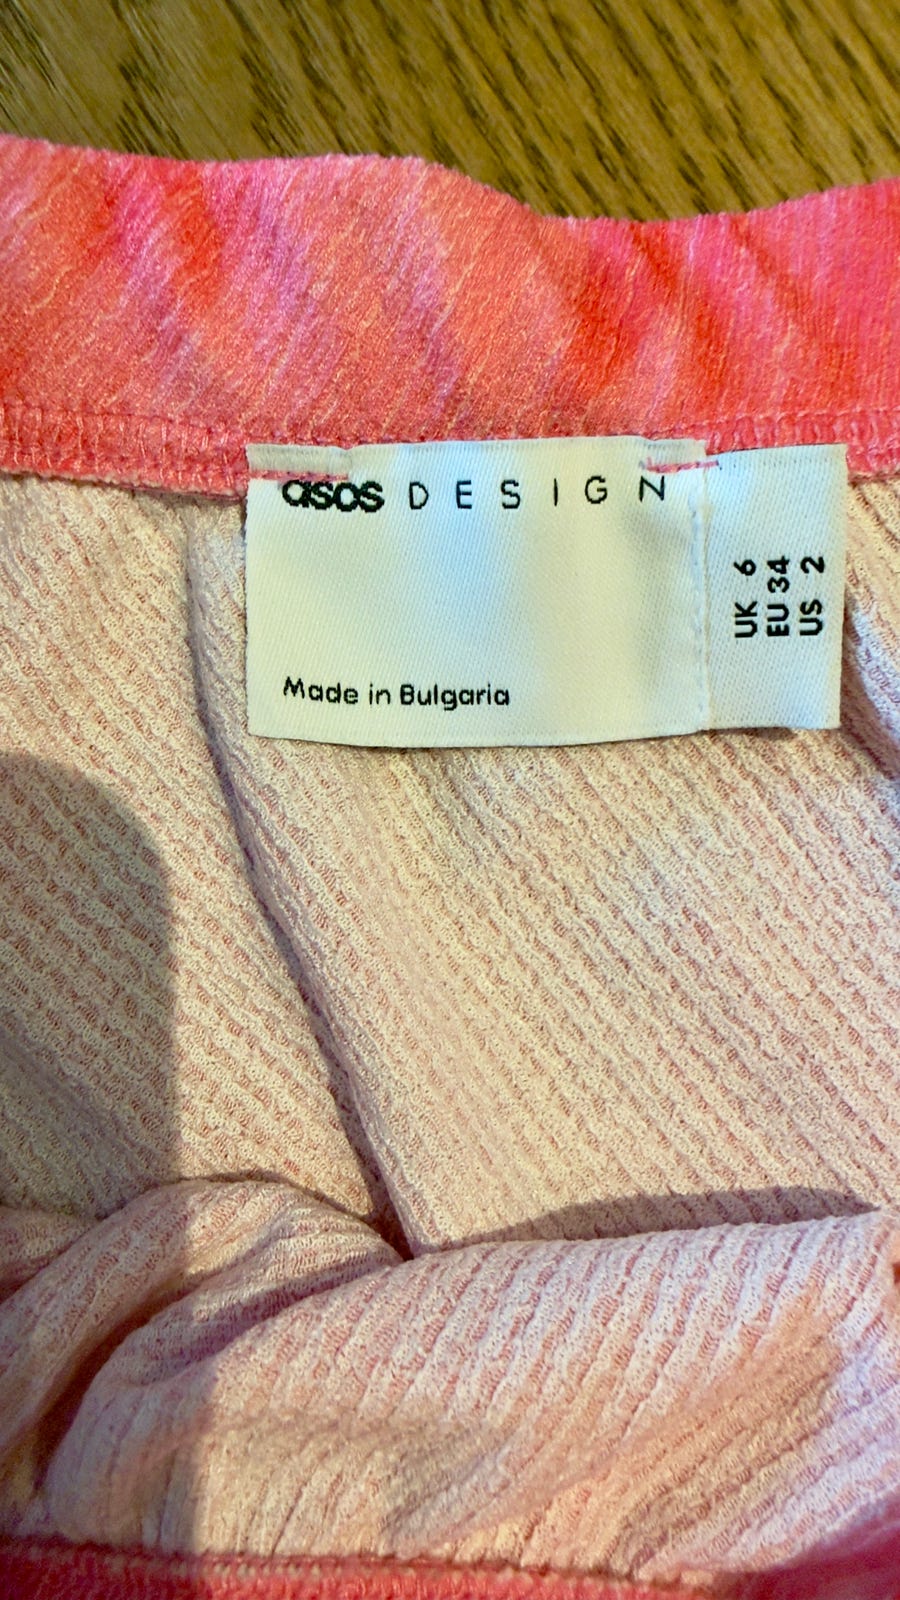 asos DESIGN
Made in Bulgaria
UK 6
EU 34
US 2